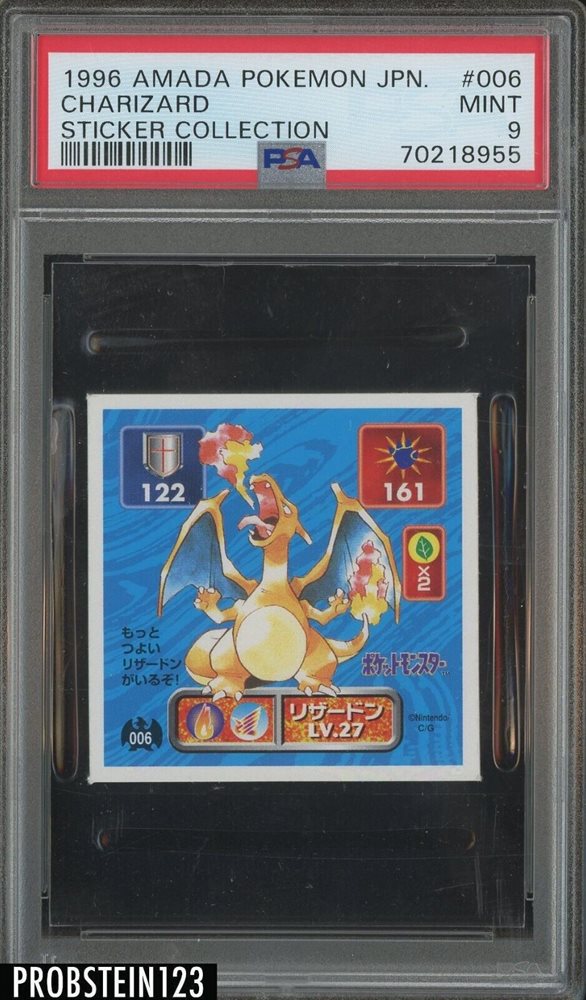 1996 AMADA POKEMON JPN. #006
CHARIZARD MINT
STICKER COLLECTION 9
PSA 70218955
122
161
X2
もっと
つよい
リザードン
がいるぞ!
ポケットモンスター
TM
リザードン
LV.27
©Nintendo
C/G
006
PROBSTEIN123